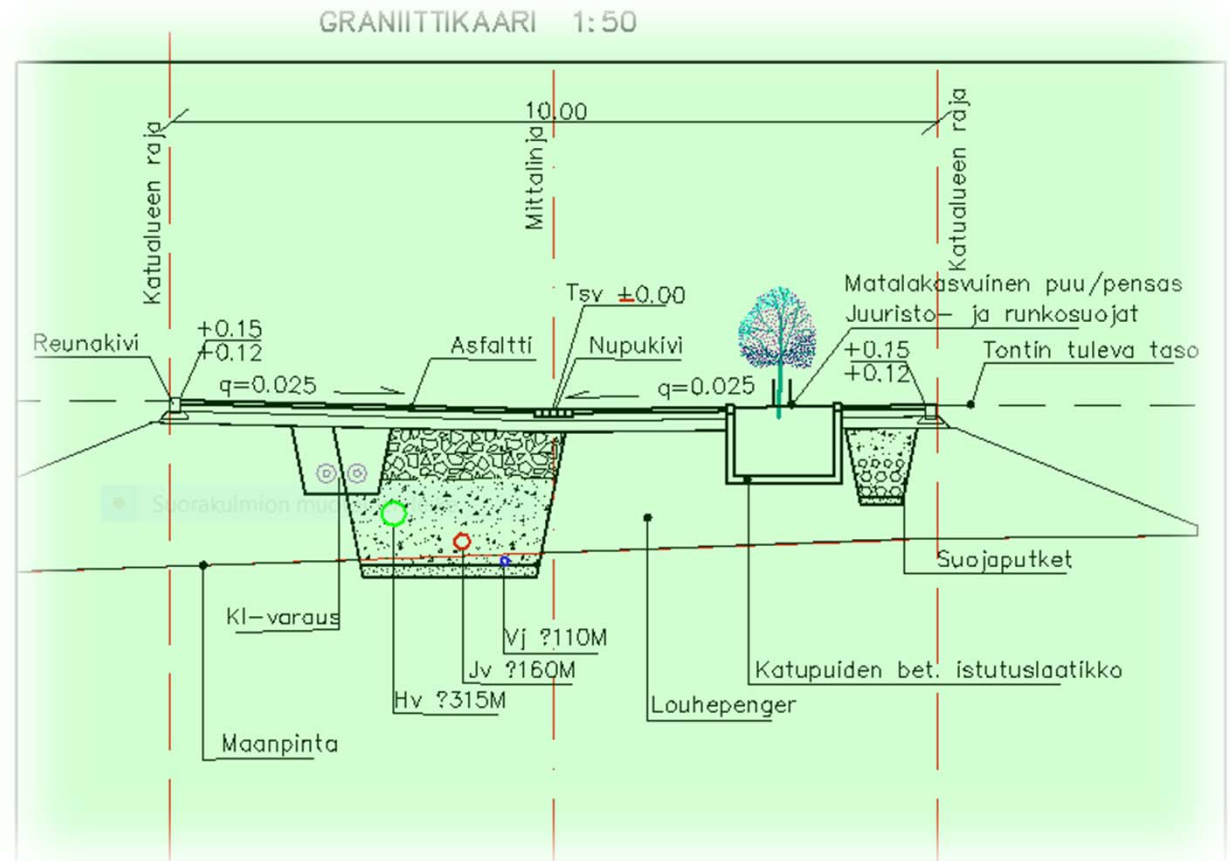 GRANIITTIKAARI 1:50
10.00
Katualueen raja
Mittalinja
Katualueen raja
Matalakasvuinen puu/pensas
Tsv ±0.00
Juuristo- ja runkosuojat
Reunakivi
+0.15
+0.12
Asfaltti
Nupukivi
+0.15
+0.12
Tontin tuleva taso
q=0.025
q=0.025
Suorakulmion
Suojaputket
Kl-varaus
Vj ?110M
Jv ?160M
Katupuiden bet. istutuslaatikko
Hv ?315M
Louhepenger
Maanpinta